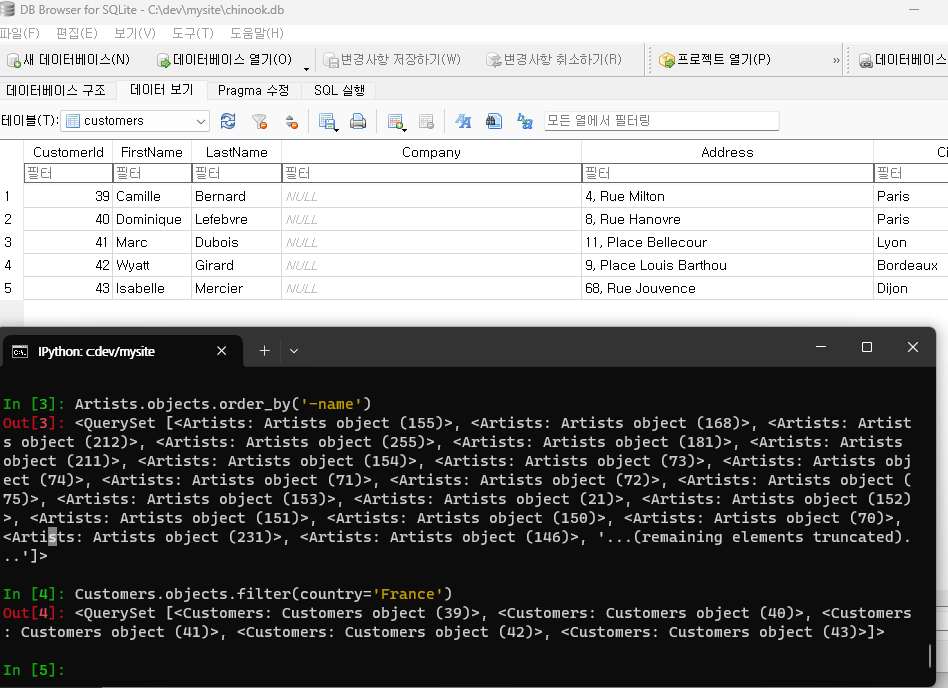 DB Browser for SQLite - C:\dev\mysite\chinook.db
파일(F) 편집(E) 보기(V) 도구(T) 도움말(H)
새 데이터베이스(N) 데이터베이스 열기(O) 변경사항 저장하기(W) 변경사항 취소하기(R) 프로젝트 열기(P) » 데이터베이스
데이터베이스 구조 데이터 보기 Pragma 수정 SQL 실행
테이블(T): customers 모든 열에서 필터링
CustomerId FirstName LastName Company Address Ci
필터 필터 필터 필터 필터 필터
1 39 Camille Bernard NULL 4, Rue Milton Paris
2 40 Dominique Lefebvre NULL 8, Rue Hanovre Paris
3 41 Marc Dubois NULL 11, Place Bellecour Lyon
4 42 Wyatt Girard NULL 9, Place Louis Barthou Bordeaux
5 43 Isabelle Mercier NULL 68, Rue Jouvence Dijon
IPython: c:dev/mysite
In [3]: Artists.objects.order_by('-name')
Out[3]: <QuerySet [<Artists: Artists object (155)>, <Artists: Artists object (168)>, <Artists: Artist
s object (212)>, <Artists: Artists object (255)>, <Artists: Artists object (181)>, <Artists: Artists
object (211)>, <Artists: Artists object (154)>, <Artists: Artists object (73)>, <Artists: Artists obj
ect (74)>, <Artists: Artists object (71)>, <Artists: Artists object (72)>, <Artists: Artists object (
75)>, <Artists: Artists object (153)>, <Artists: Artists object (21)>, <Artists: Artists object (152)
>, <Artists: Artists object (151)>, <Artists: Artists object (150)>, <Artists: Artists object (70)>,
<Artists: Artists object (231)>, <Artists: Artists object (146)>, '...(remaining elements truncated).
..']>
In [4]: Customers.objects.filter(country='France')
Out[4]: <QuerySet [<Customers: Customers object (39)>, <Customers: Customers object (40)>, <Customers
: Customers object (41)>, <Customers: Customers object (42)>, <Customers: Customers object (43)>]>
In [5]: